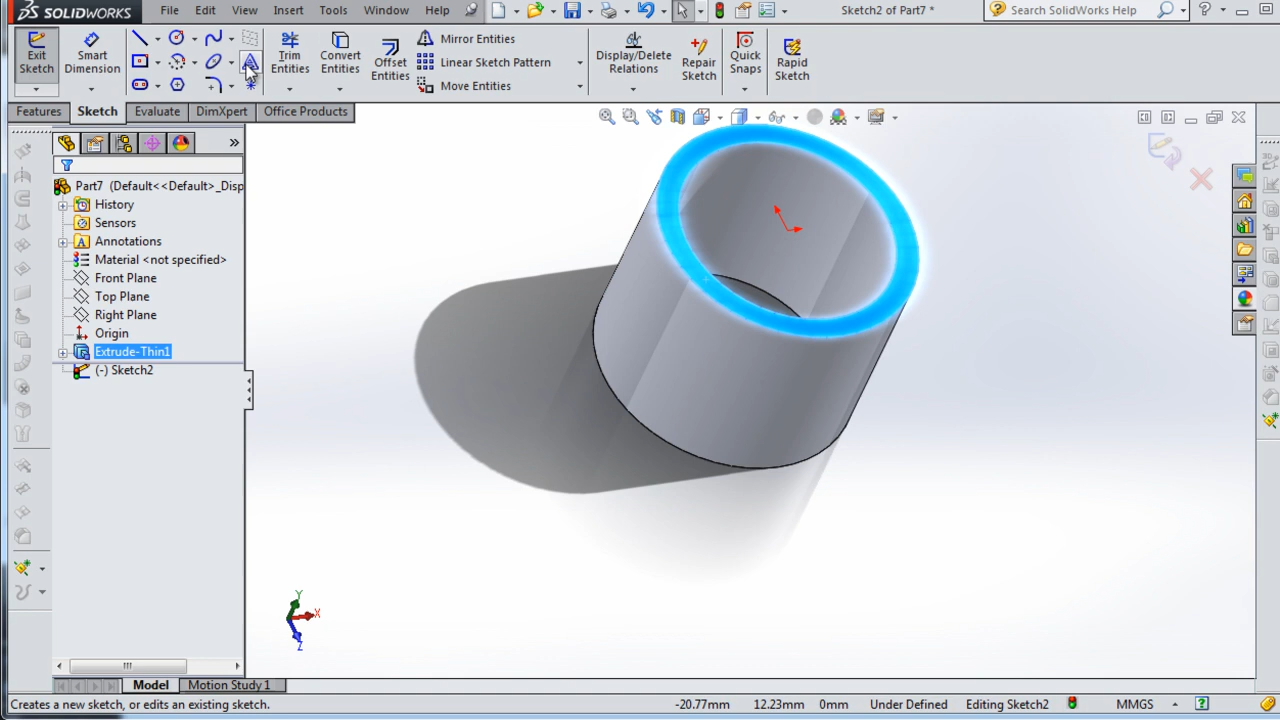 SOLIDWORKS File Edit View Insert Tools Window Help Sketch2 of Part7 * Search SolidWorks Help
Exit Sketch
Smart Dimension
Trim Entities
Convert Entities
Offset Entities
Mirror Entities
Linear Sketch Pattern
Move Entities
Display/Delete Relations
Repair Sketch
Quick Snaps
Rapid Sketch
Features Sketch Evaluate DimXpert Office Products
Part7 (Default<<Default>_Disp
History
Sensors
Annotations
Material <not specified>
Front Plane
Top Plane
Right Plane
Origin
Extrude-Thin1
(-) Sketch2
Y
X
Z
Model Motion Study 1
Creates a new sketch, or edits an existing sketch. -20.77mm 12.23mm 0mm Under Defined Editing Sketch2 MMGS